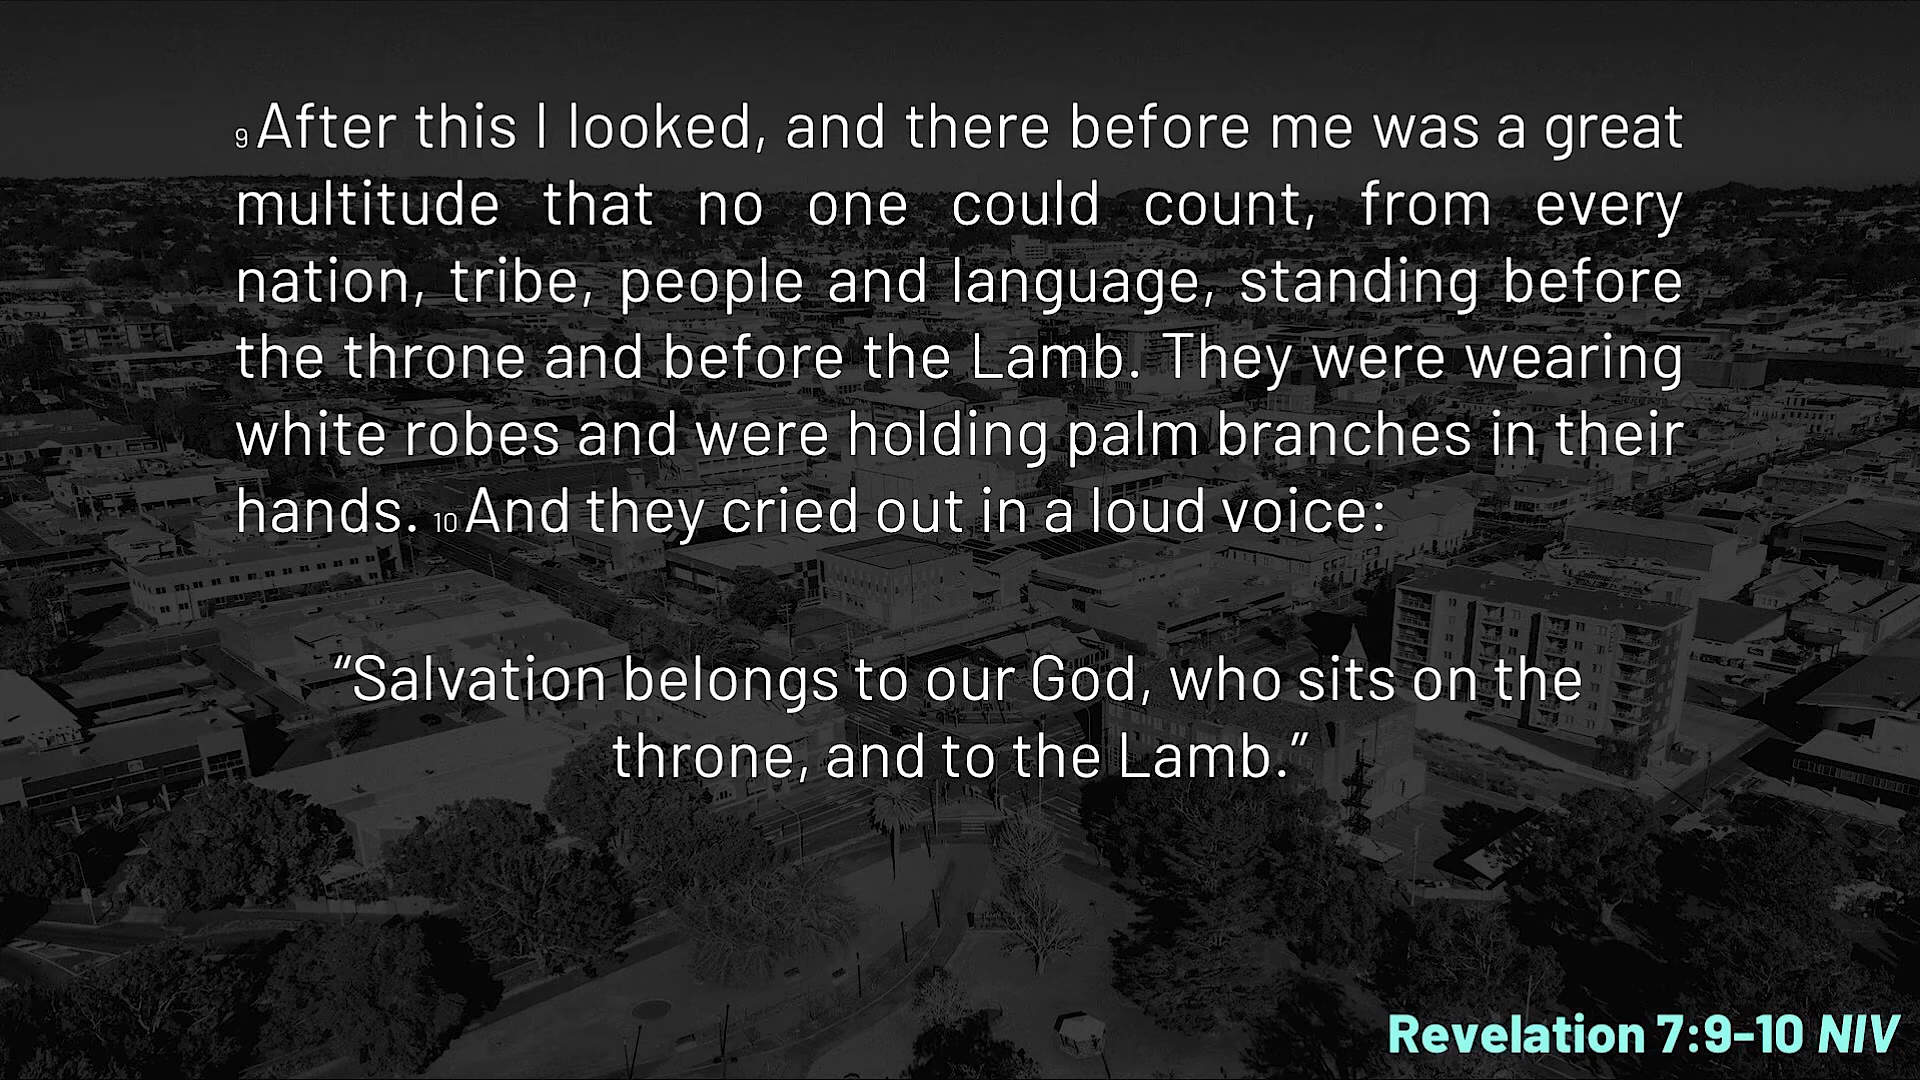 9 After this I looked, and there before me was a great
multitude that no one could count, from every
nation, tribe, people and language, standing before
the throne and before the Lamb. They were wearing
white robes and were holding palm branches in their
hands. 10 And they cried out in a loud voice:
“Salvation belongs to our God, who sits on the
throne, and to the Lamb.”
Revelation 7:9-10 NIV